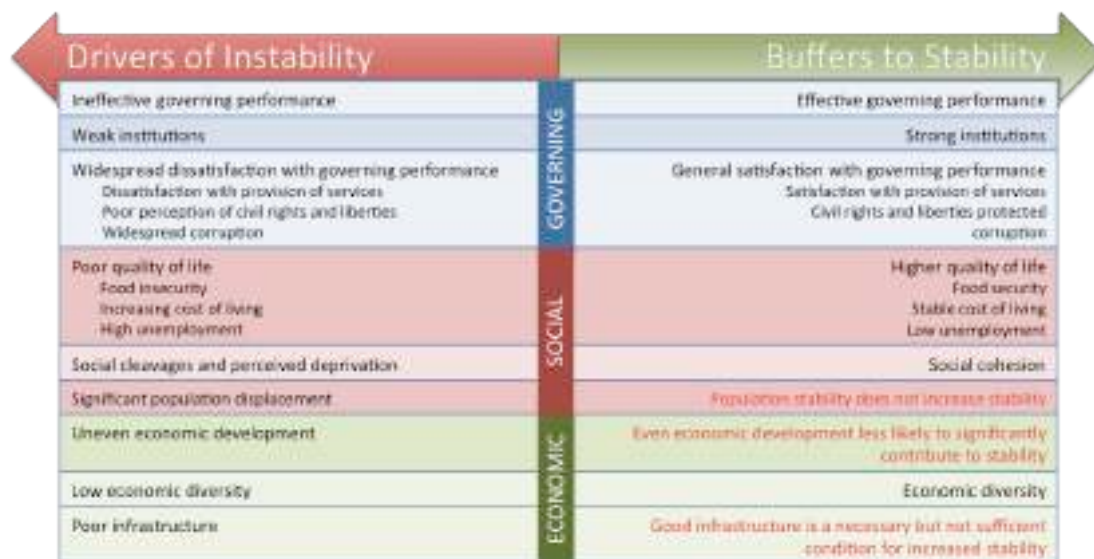 Drivers of Instability
Buffers to Stability
Ineffective governing performance
Effective governing performance
Weak institutions
Strong institutions
Widespread dissatisfaction with governing performance
Dissatisfaction with provision of services
Poor perception of civil rights and liberties
Widespread corruption
General satisfaction with governing performance
Satisfaction with provision of services
Civil rights and liberties protected
corruption
GOVERNING
Poor quality of life
Food insecurity
Increasing cost of living
High unemployment
Higher quality of life
Food security
Stable cost of living
Low unemployment
Social cleavages and perceived deprivation
Social cohesion
Significant population displacement
Population stability does not increase stability
SOCIAL
Uneven economic development
Even economic development less likely to significantly
contribute to stability
Low economic diversity
Economic diversity
Poor infrastructure
Good infrastructure is a necessary but not sufficient
condition for increased stability
ECONOMIC